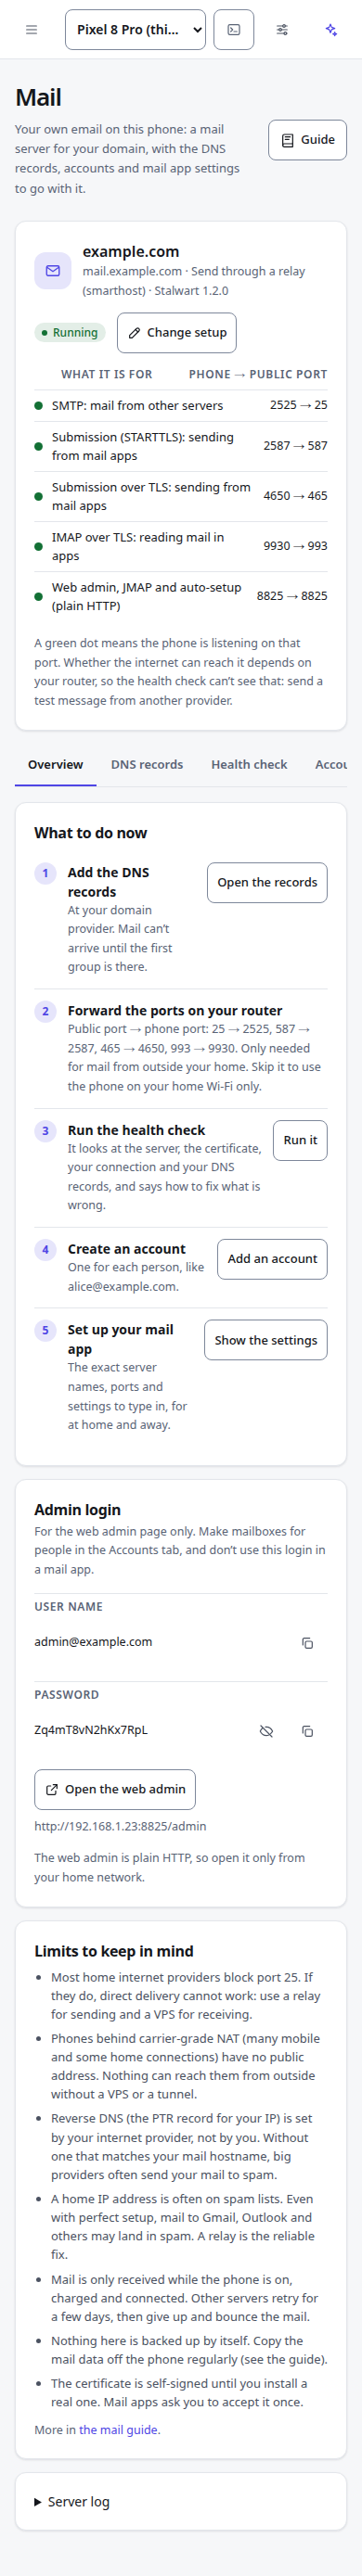 Pixel 8 Pro (thi...
Mail
Your own email on this phone: a mail
server for your domain, with the DNS
records, accounts and mail app settings
to go with it.
Guide
example.com
mail.example.com · Send through a relay
(smarthost) · Stalwart 1.2.0
Running
Change setup
WHAT IT IS FOR
PHONE → PUBLIC PORT
SMTP: mail from other servers
2525 → 25
Submission (STARTTLS): sending
from mail apps
2587 → 587
Submission over TLS: sending from
mail apps
4650 → 465
IMAP over TLS: reading mail in
apps
9930 → 993
Web admin, JMAP and auto-setup
(plain HTTP)
8825 → 8825
A green dot means the phone is listening on that
port. Whether the internet can reach it depends on
your router, so the health check can't see that: send a
test message from another provider.
Overview
DNS records
Health check
Accou
What to do now
1
Add the DNS
records
At your domain
provider. Mail can't
arrive until the first
group is there.
Open the records
2
Forward the ports on your router
Public port → phone port: 25 → 2525, 587 →
2587, 465 → 4650, 993 → 9930. Only needed
for mail from outside your home. Skip it to use
the phone on your home Wi-Fi only.
3
Run the health check
It looks at the server, the certificate,
your connection and your DNS
records, and says how to fix what is
wrong.
Run it
4
Create an account
One for each person, like
alice@example.com.
Add an account
5
Set up your mail
app
The exact server
names, ports and
settings to type in, for
at home and away.
Show the settings
Admin login
For the web admin page only. Make mailboxes for
people in the Accounts tab, and don't use this login in
a mail app.
USER NAME
admin@example.com
PASSWORD
Zq4mT8vN2hKx7RpL
Open the web admin
http://192.168.1.23:8825/admin
The web admin is plain HTTP, so open it only from
your home network.
Limits to keep in mind
Most home internet providers block port 25. If
they do, direct delivery cannot work: use a relay
for sending and a VPS for receiving.
Phones behind carrier-grade NAT (many mobile
and some home connections) have no public
address. Nothing can reach them from outside
without a VPS or a tunnel.
Reverse DNS (the PTR record for your IP) is set
by your internet provider, not by you. Without
one that matches your mail hostname, big
providers often send your mail to spam.
A home IP address is often on spam lists. Even
with perfect setup, mail to Gmail, Outlook and
others may land in spam. A relay is the reliable
fix.
Mail is only received while the phone is on,
charged and connected. Other servers retry for
a few days, then give up and bounce the mail.
Nothing here is backed up by itself. Copy the
mail data off the phone regularly (see the guide).
The certificate is self-signed until you install a
real one. Mail apps ask you to accept it once.
More in the mail guide.
Server log